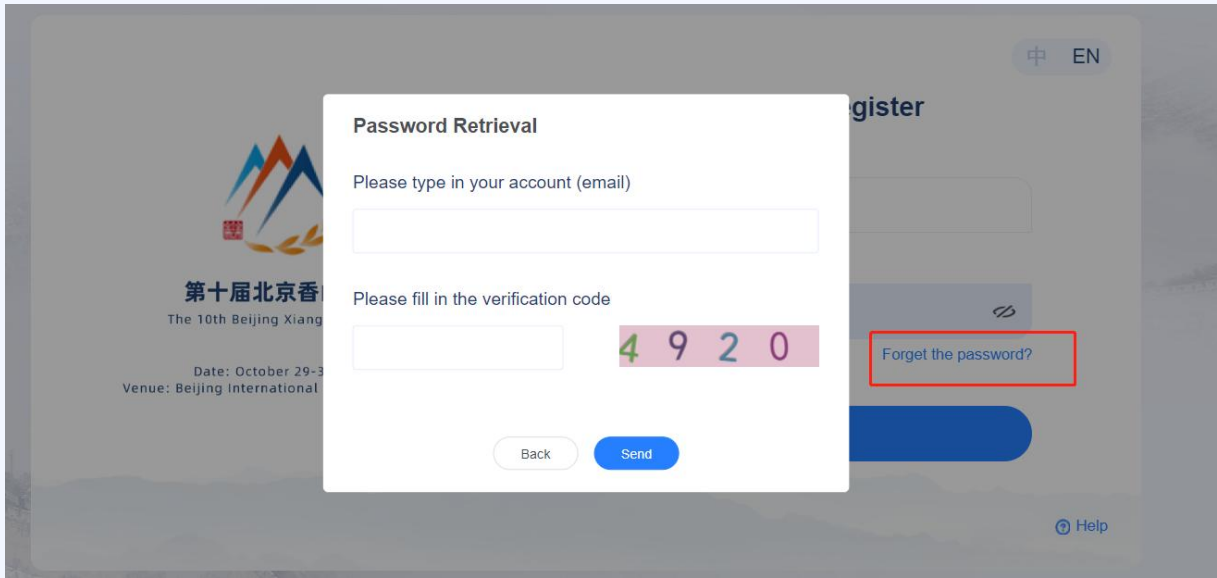 中 EN
egister
Password Retrieval
Please type in your account (email)
第十届北京香
The 10th Beijing Xiang
Please fill in the verification code
4 9 2 0
Forget the password?
Date: October 29-3
Venue: Beijing International
Back Send
Help